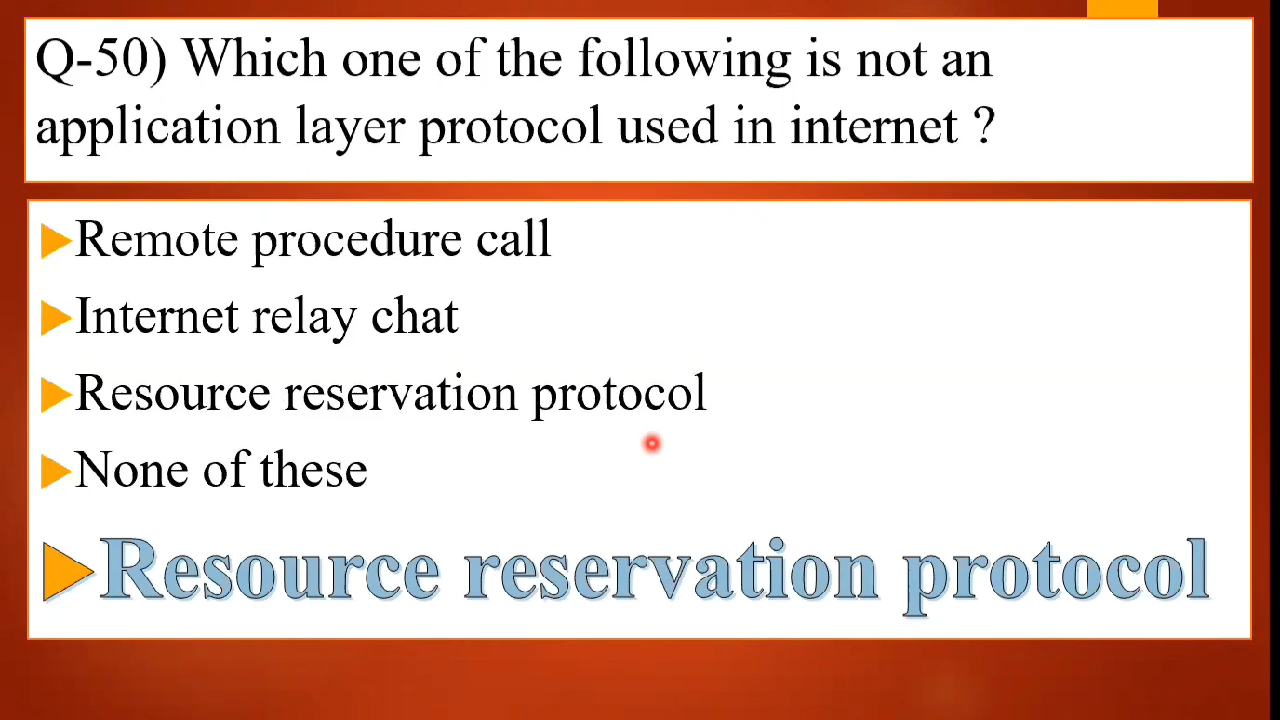 Q-50) Which one of the following is not an
application layer protocol used in internet ?
Remote procedure call
Internet relay chat
Resource reservation protocol
None of these
Resource reservation protocol